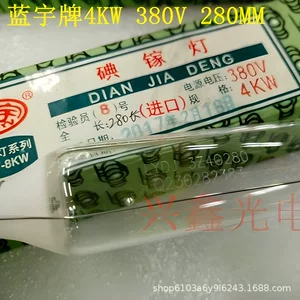 蓝宇牌4KW 380V 280MM
碘镓灯
DIAN JIA DENG
检验员(8)号
电源电压: 380V
全长:280长(进口)
规格: 4KW
灯系列
-8KW
兴鑫光电
shop6103a6y9l6243.1688.com